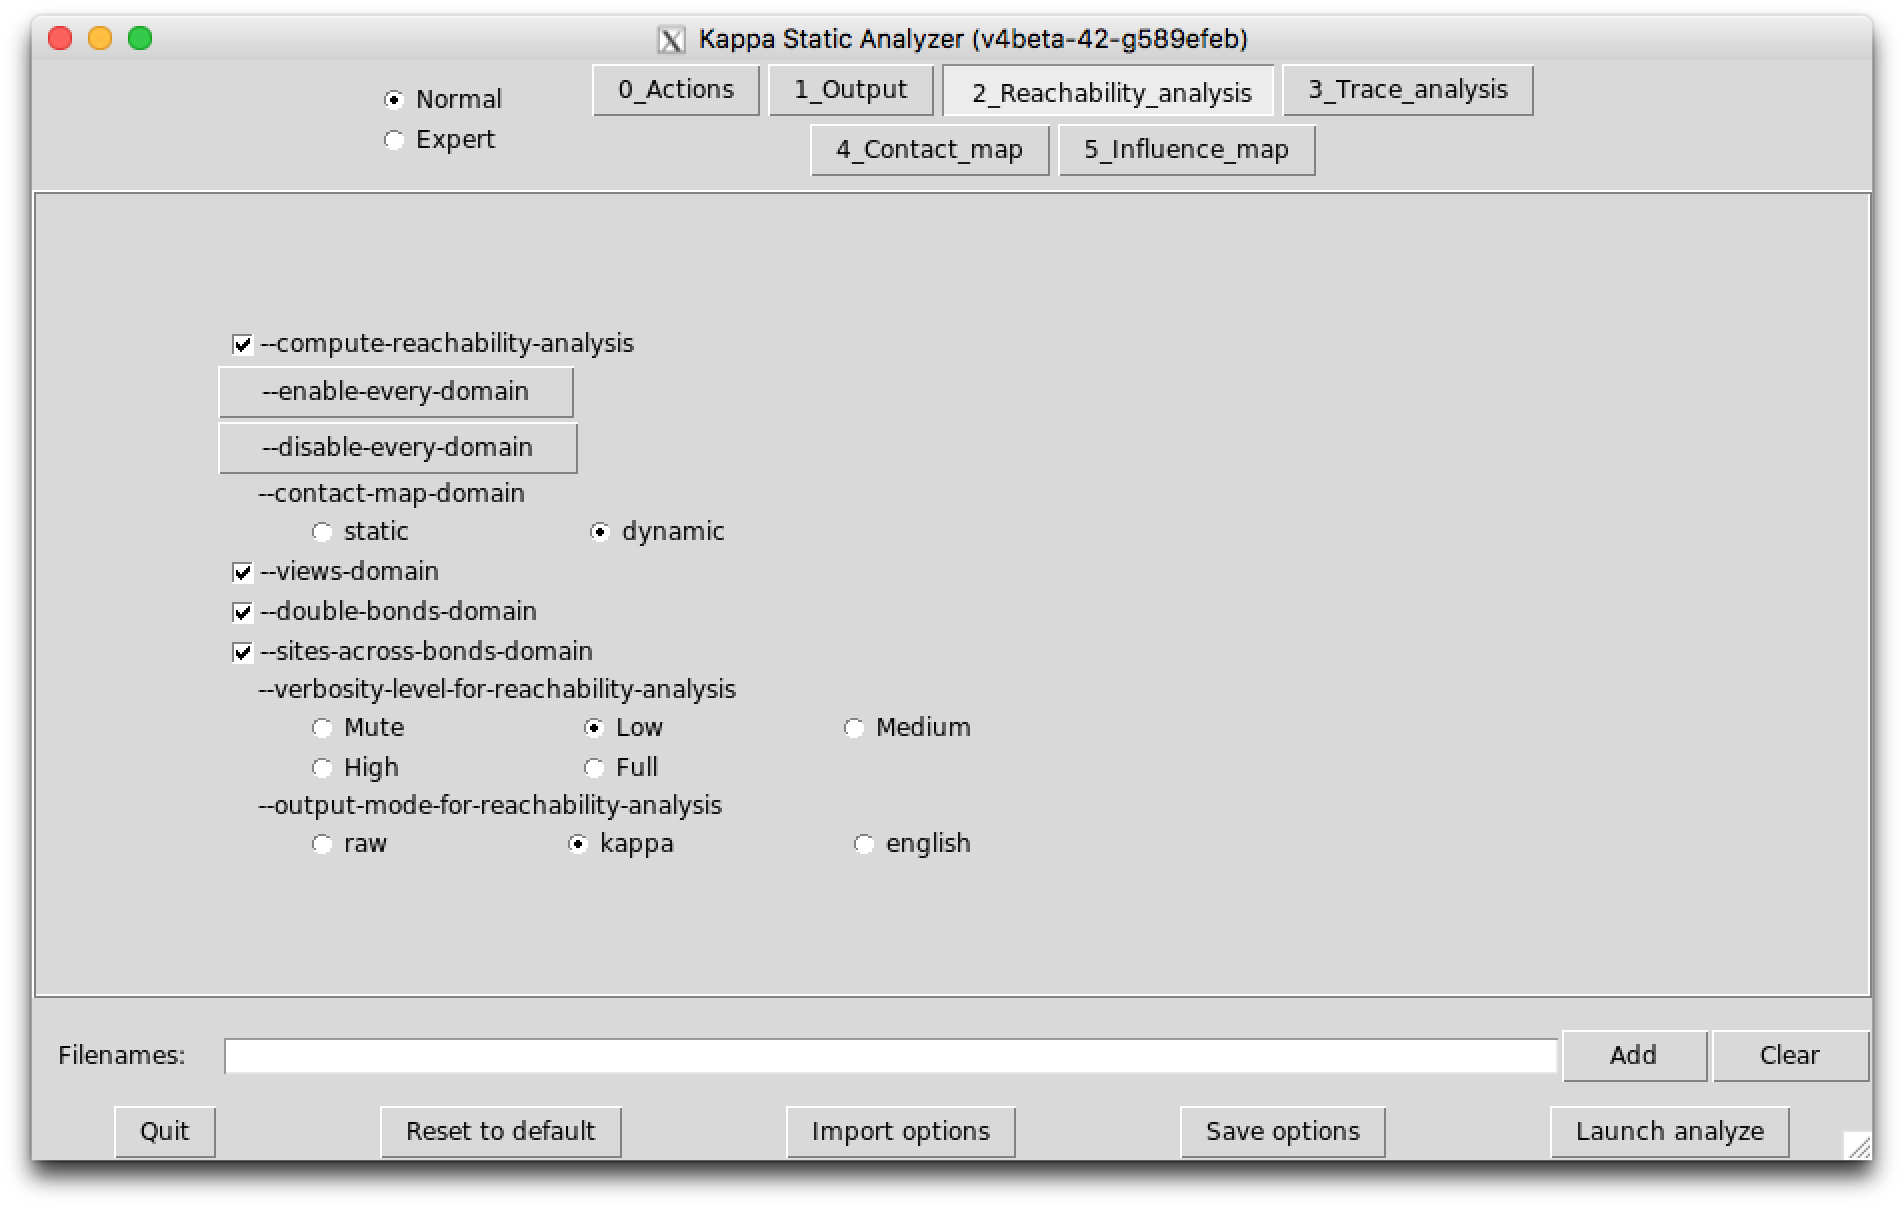 Kappa Static Analyzer (v4beta-42-g589efeb)
Normal
Expert
0_Actions 1_Output 2_Reachability_analysis 3_Trace_analysis
4_Contact_map 5_Influence_map
--compute-reachability-analysis
--enable-every-domain
--disable-every-domain
--contact-map-domain
static dynamic
--views-domain
--double-bonds-domain
--sites-across-bonds-domain
--verbosity-level-for-reachability-analysis
Mute Low Medium
High Full
--output-mode-for-reachability-analysis
raw kappa english
Filenames: Add Clear
Quit Reset to default Import options Save options Launch analyze